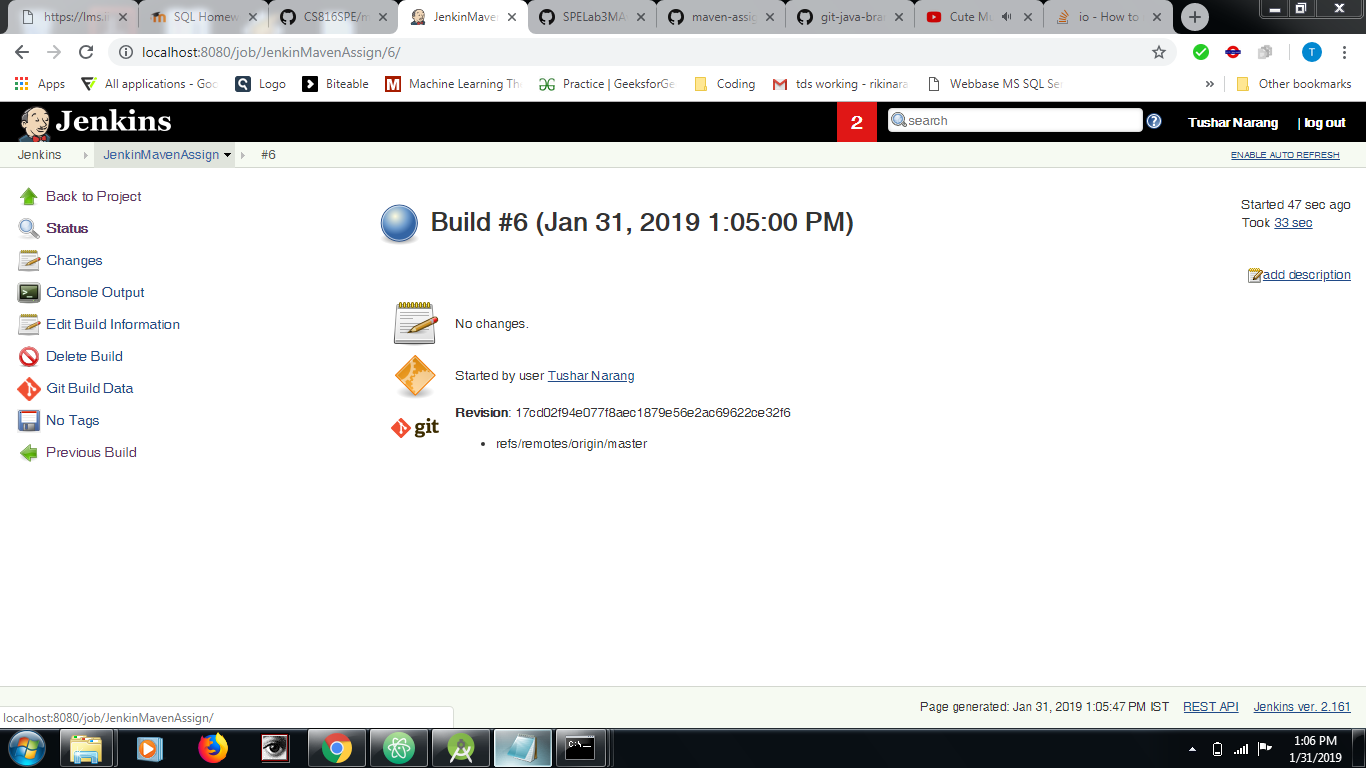 https://lms.ii
SQL Homew
CS816SPE/m
JenkinMaven
SPELab3MA
maven-assig
git-java-bran
Cute Mu
io - How to
localhost:8080/job/JenkinMavenAssign/6/
Apps
All applications - Goo
Logo
Biteable
Machine Learning Th
Practice | GeeksforGe
Coding
tds working - rikinara
Webbase MS SQL Ser
»
Other bookmarks
Jenkins
2
search
Tushar Narang
| log out
Jenkins
JenkinMavenAssign
#6
ENABLE AUTO REFRESH
Back to Project
Status
Changes
Console Output
Edit Build Information
Delete Build
Git Build Data
No Tags
Previous Build
Build #6 (Jan 31, 2019 1:05:00 PM)
Started 47 sec ago
Took 33 sec
add description
No changes.
Started by user Tushar Narang
git
Revision: 17cd02f94e077f8aec1879e56e2ac69622ce32f6
• refs/remotes/origin/master
Page generated: Jan 31, 2019 1:05:47 PM IST
REST API
Jenkins ver. 2.161
localhost:8080/job/JenkinMavenAssign/
1:06 PM
1/31/2019